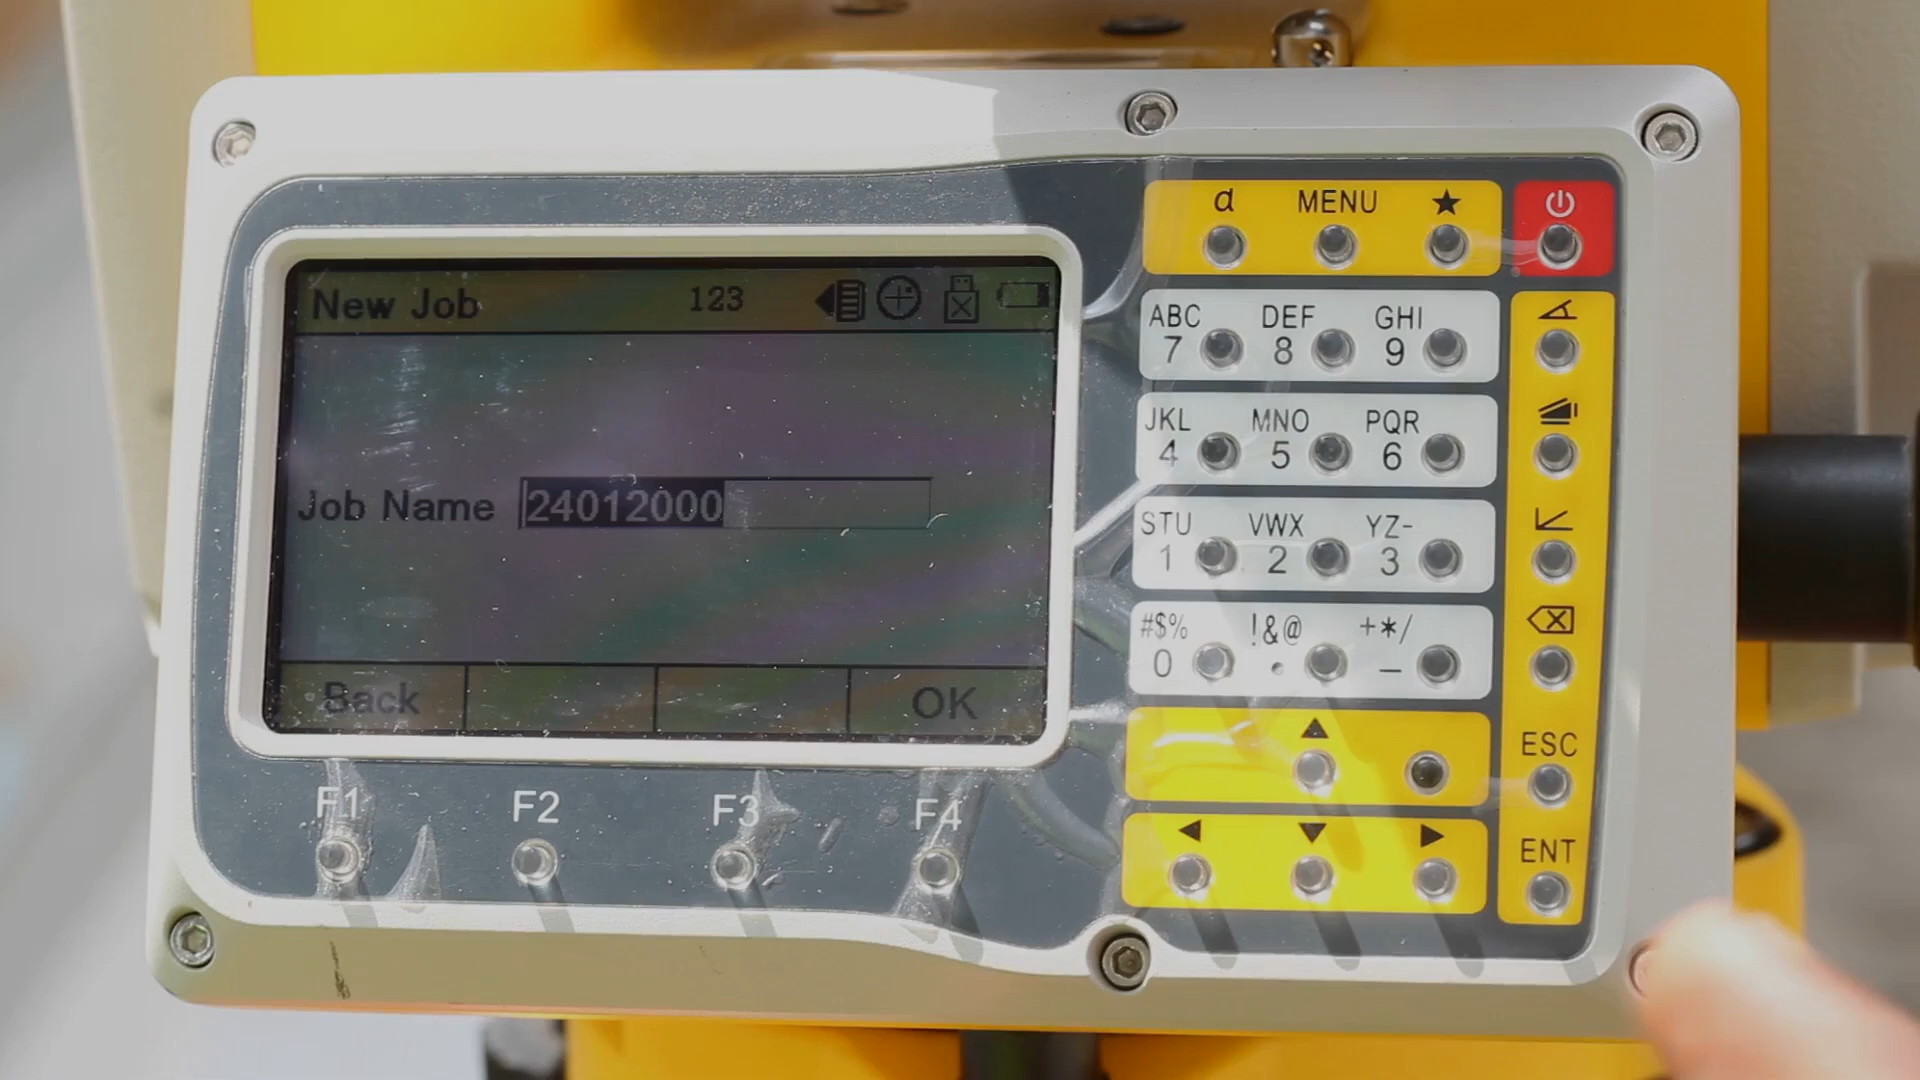 New Job 123
Job Name 24012000
Back OK
F1 F2 F3 F4
α MENU ★
ABC DEF GHI
7 8 9
JKL MNO PQR
4 5 6
STU VWX YZ-
1 2 3
#$% !&@ +*/
0 . –
ESC
ENT